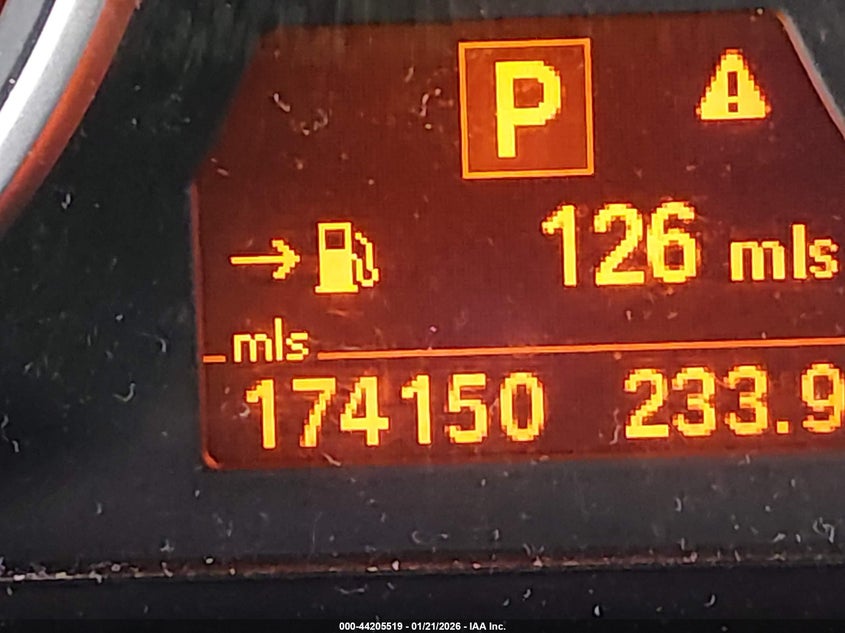 P
126 mls
mls
174150 233.9
000-44205519 - 01/21/2026 - IAA Inc.